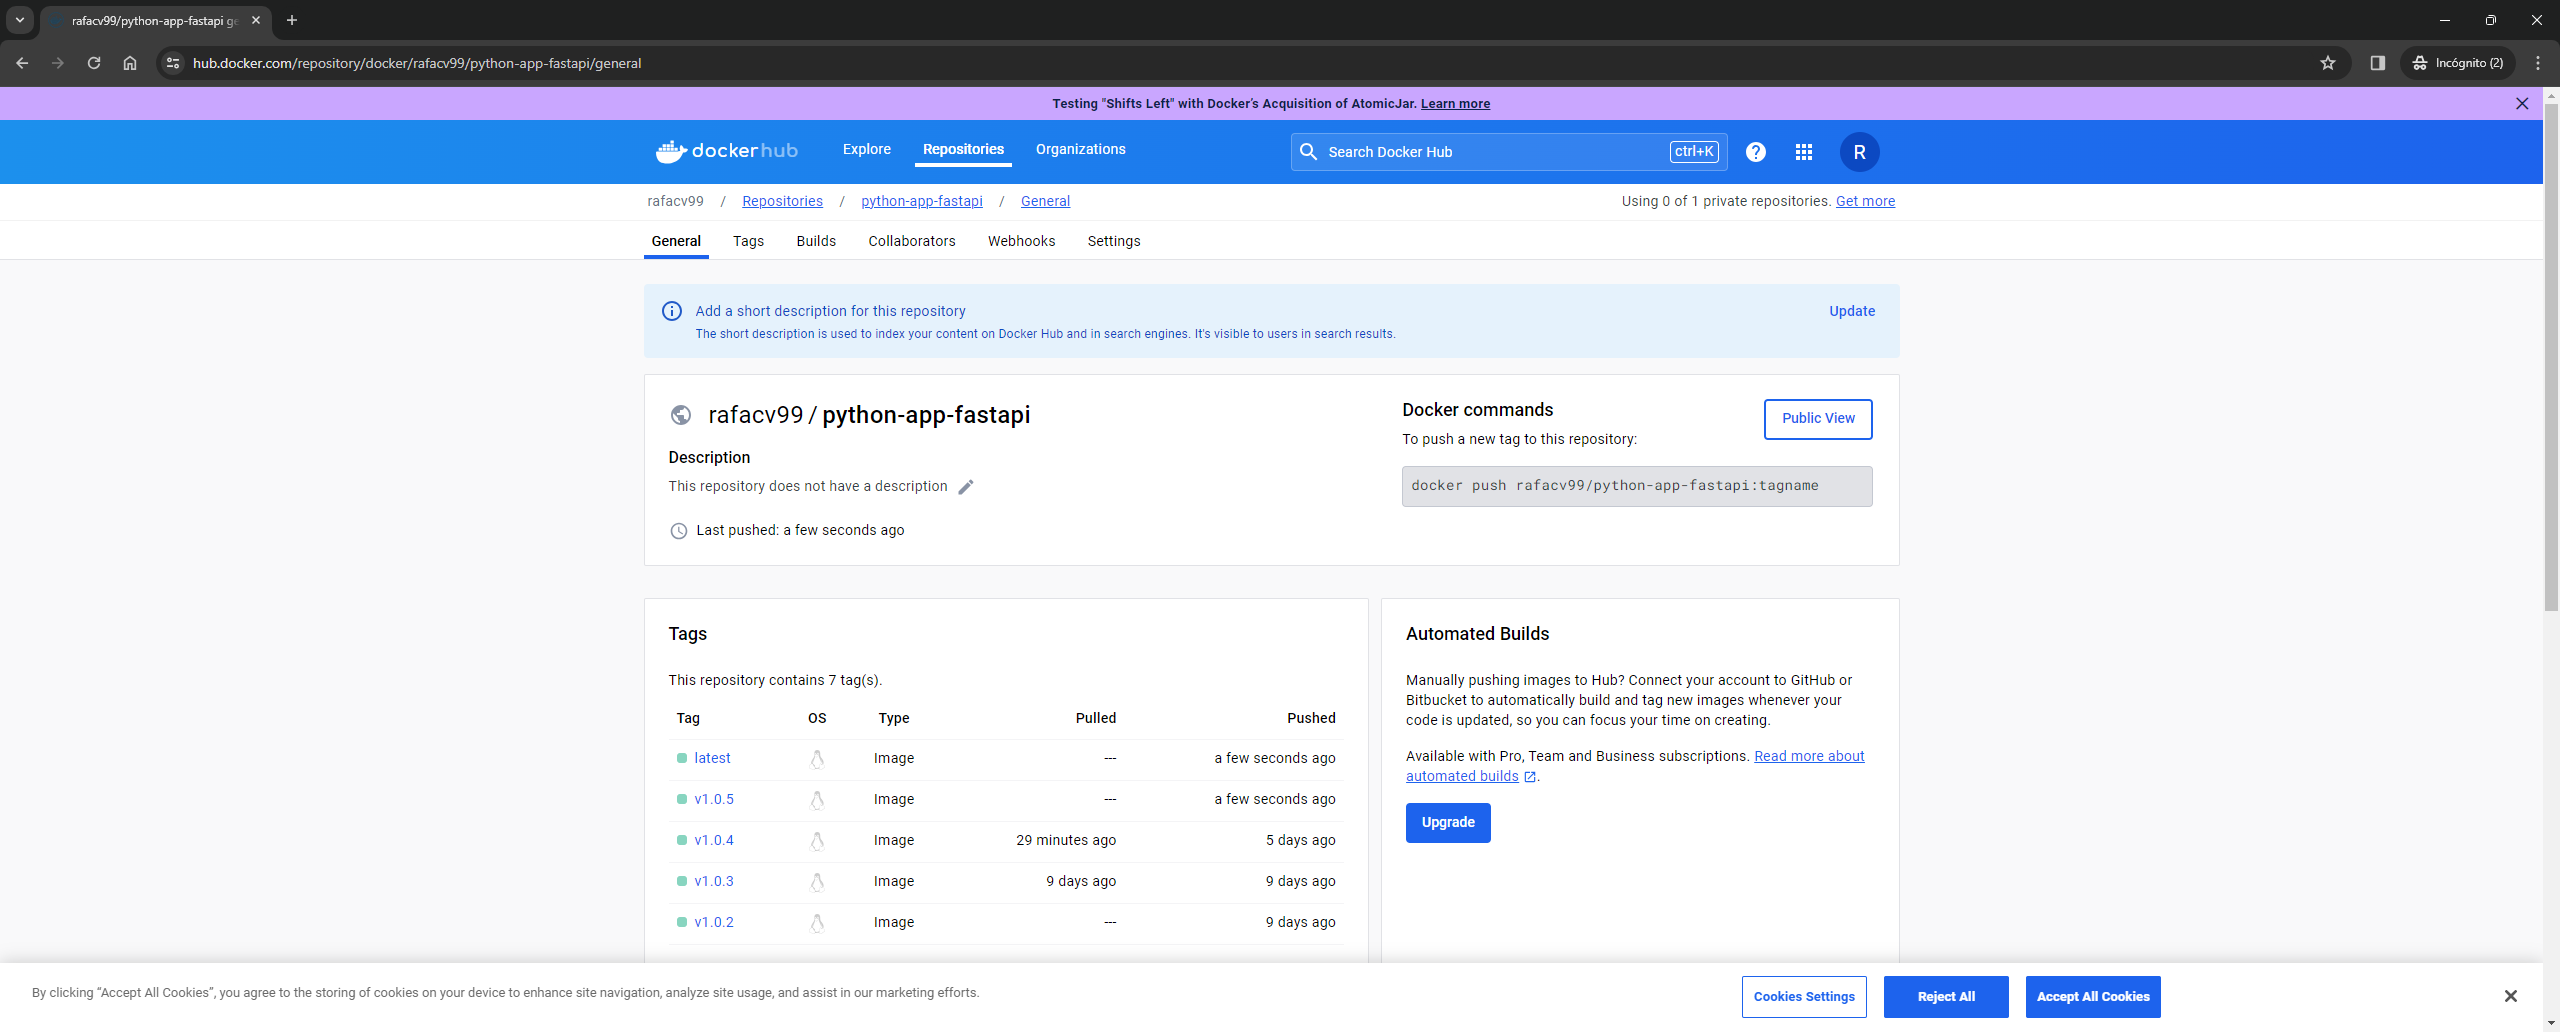 rafacv99/python-app-fastapi ge
hub.docker.com/repository/docker/rafacv99/python-app-fastapi/general
Incógnito (2)
Testing "Shifts Left" with Docker's Acquisition of AtomicJar. Learn more
dockerhub
Explore
Repositories
Organizations
Search Docker Hub
ctrl+K
R
rafacv99 / Repositories / python-app-fastapi / General
Using 0 of 1 private repositories. Get more
General
Tags
Builds
Collaborators
Webhooks
Settings
Add a short description for this repository
Update
The short description is used to index your content on Docker Hub and in search engines. It's visible to users in search results.
rafacv99 / python-app-fastapi
Description
This repository does not have a description
Last pushed: a few seconds ago
Docker commands
Public View
To push a new tag to this repository:
docker push rafacv99/python-app-fastapi:tagname
Tags
This repository contains 7 tag(s).
Tag OS Type Pulled Pushed
latest Image --- a few seconds ago
v1.0.5 Image --- a few seconds ago
v1.0.4 Image 29 minutes ago 5 days ago
v1.0.3 Image 9 days ago 9 days ago
v1.0.2 Image --- 9 days ago
Automated Builds
Manually pushing images to Hub? Connect your account to GitHub or
Bitbucket to automatically build and tag new images whenever your
code is updated, so you can focus your time on creating.
Available with Pro, Team and Business subscriptions. Read more about
automated builds.
Upgrade
By clicking “Accept All Cookies”, you agree to the storing of cookies on your device to enhance site navigation, analyze site usage, and assist in our marketing efforts.
Cookies Settings
Reject All
Accept All Cookies